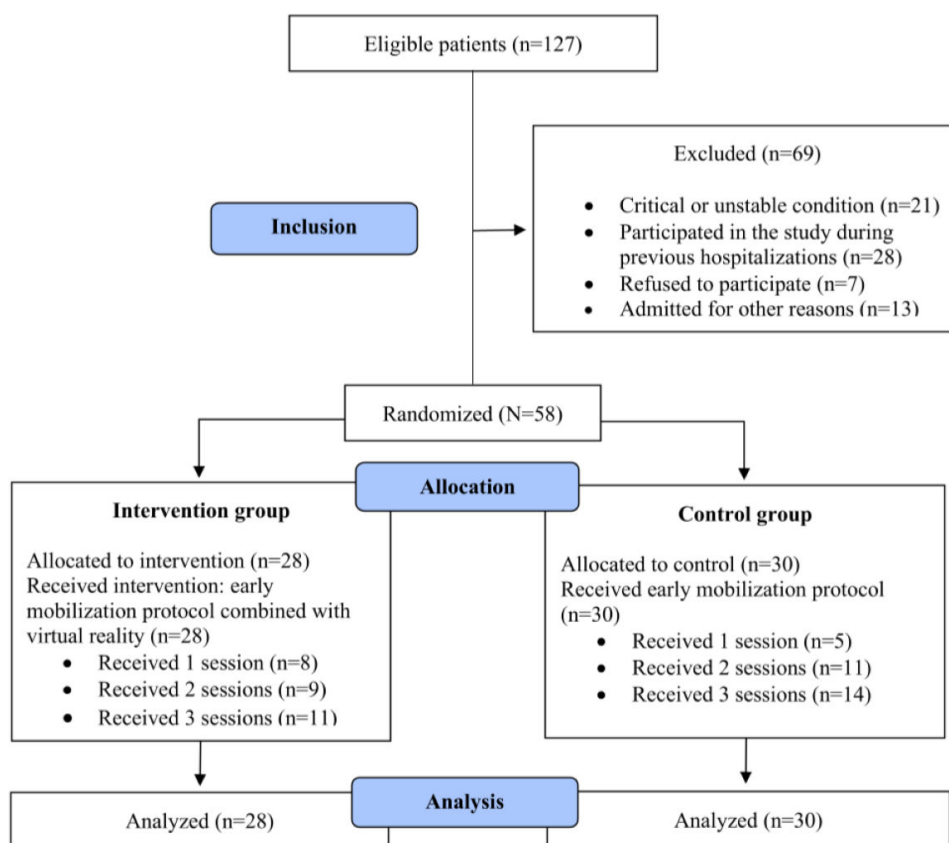 Eligible patients (n=127)
Excluded (n=69)
• Critical or unstable condition (n=21)
• Participated in the study during
previous hospitalizations (n=28)
• Refused to participate (n=7)
• Admitted for other reasons (n=13)
Inclusion
Randomized (N=58)
Allocation
Intervention group
Allocated to intervention (n=28)
Received intervention: early
mobilization protocol combined with
virtual reality (n=28)
• Received 1 session (n=8)
• Received 2 sessions (n=9)
• Received 3 sessions (n=11)
Control group
Allocated to control (n=30)
Received early mobilization protocol
(n=30)
• Received 1 session (n=5)
• Received 2 sessions (n=11)
• Received 3 sessions (n=14)
Analysis
Analyzed (n=28)
Analyzed (n=30)